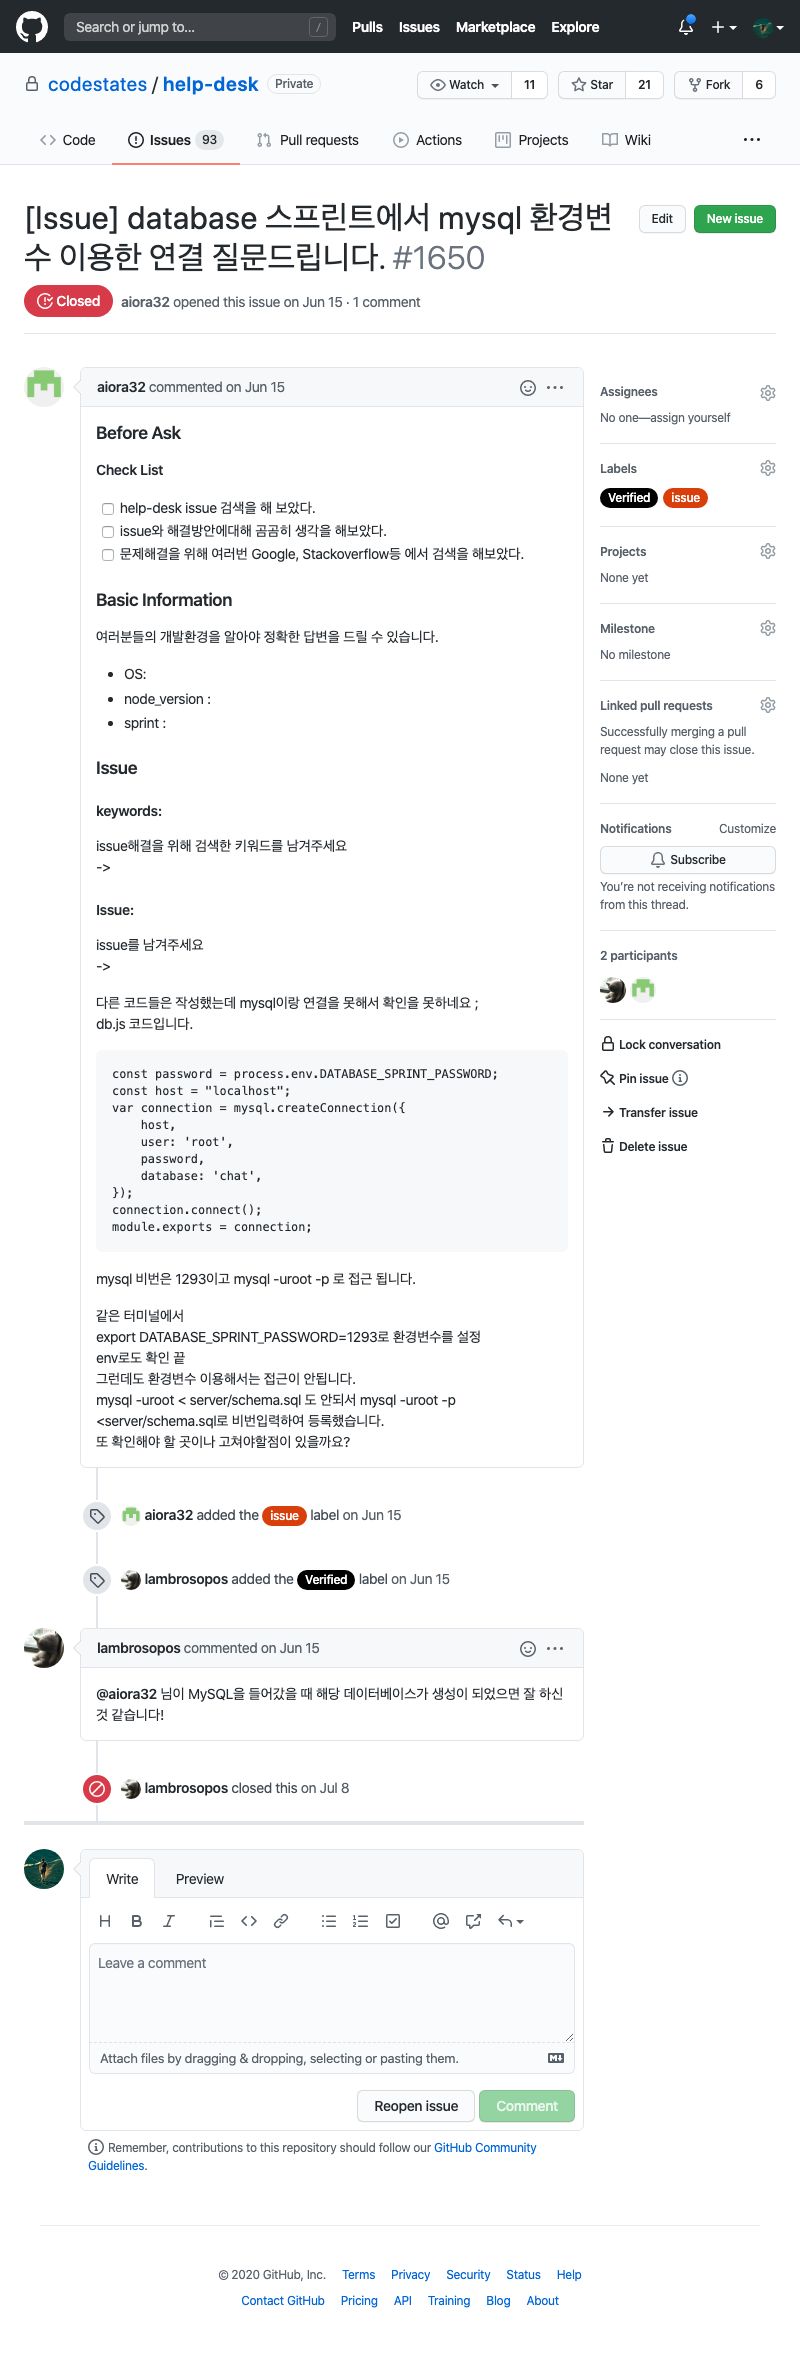 Search or jump to...
/
Pulls Issues Marketplace Explore
codestates / help-desk Private
Watch 11
Star 21
Fork 6
Code
Issues 93
Pull requests
Actions
Projects
Wiki
[Issue] database 스프린트에서 mysql 환경변
수 이용한 연결 질문드립니다. #1650
Edit
New issue
Closed
aiora32 opened this issue on Jun 15 · 1 comment
aiora32 commented on Jun 15
Before Ask
Check List
help-desk issue 검색을 해 보았다.
issue와 해결방안에대해 곰곰히 생각을 해보았다.
문제해결을 위해 여러번 Google, Stackoverflow등 에서 검색을 해보았다.
Basic Information
여러분들의 개발환경을 알아야 정확한 답변을 드릴 수 있습니다.
• OS:
• node_version :
• sprint :
Issue
keywords:
issue해결을 위해 검색한 키워드를 남겨주세요
->
Issue:
issue를 남겨주세요
->
다른 코드들은 작성했는데 mysql이랑 연결을 못해서 확인을 못하네요 ;
db.js 코드입니다.
const password = process.env.DATABASE_SPRINT_PASSWORD;
const host = "localhost";
var connection = mysql.createConnection({
host,
user: 'root',
password,
database: 'chat',
});
connection.connect();
module.exports = connection;
mysql 비번은 1293이고 mysql -uroot -p 로 접근 됩니다.
같은 터미널에서
export DATABASE_SPRINT_PASSWORD=1293로 환경변수를 설정
env로도 확인 끝
그런데도 환경변수 이용해서는 접근이 안됩니다.
mysql -uroot < server/schema.sql 도 안되서 mysql -uroot -p
<server/schema.sql로 비번입력하여 등록했습니다.
또 확인해야 할 곳이나 고쳐야할점이 있을까요?
aiora32 added the issue label on Jun 15
lambrosopos added the Verified label on Jun 15
lambrosopos commented on Jun 15
@aiora32 님이 MySQL을 들어갔을 때 해당 데이터베이스가 생성이 되었으면 잘 하신
것 같습니다!
lambrosopos closed this on Jul 8
Write
Preview
Leave a comment
Attach files by dragging & dropping, selecting or pasting them.
Reopen issue
Comment
Remember, contributions to this repository should follow our GitHub Community
Guidelines.
Assignees
No one—assign yourself
Labels
Verified issue
Projects
None yet
Milestone
No milestone
Linked pull requests
Successfully merging a pull
request may close this issue.
None yet
Notifications Customize
Subscribe
You're not receiving notifications
from this thread.
2 participants
Lock conversation
Pin issue
Transfer issue
Delete issue
© 2020 GitHub, Inc. Terms Privacy Security Status Help
Contact GitHub Pricing API Training Blog About